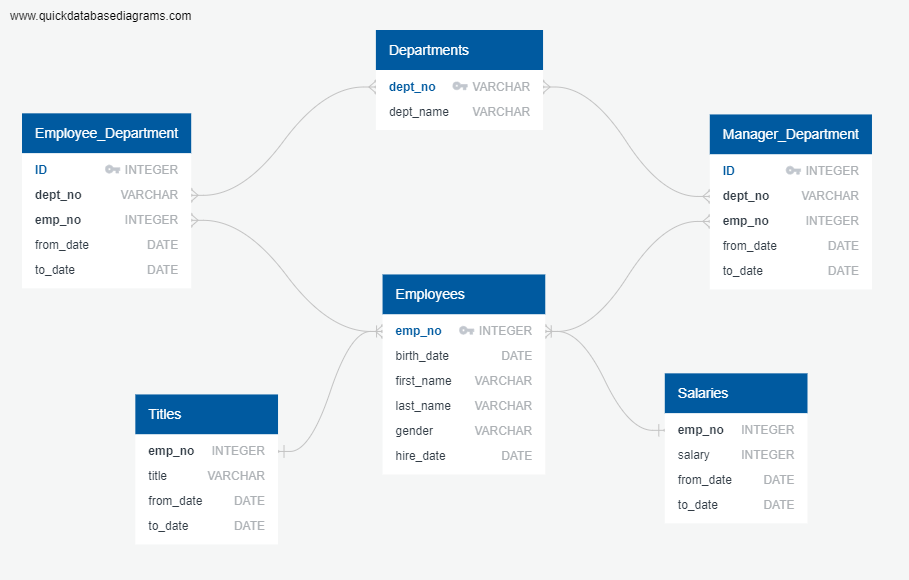 www.quickdatabasediagrams.com
Departments
dept_no VARCHAR
dept_name VARCHAR
Employee_Department
ID INTEGER
dept_no VARCHAR
emp_no INTEGER
from_date DATE
to_date DATE
Manager_Department
ID INTEGER
dept_no VARCHAR
emp_no INTEGER
from_date DATE
to_date DATE
Employees
emp_no INTEGER
birth_date DATE
first_name VARCHAR
last_name VARCHAR
gender VARCHAR
hire_date DATE
Titles
emp_no INTEGER
title VARCHAR
from_date DATE
to_date DATE
Salaries
emp_no INTEGER
salary INTEGER
from_date DATE
to_date DATE